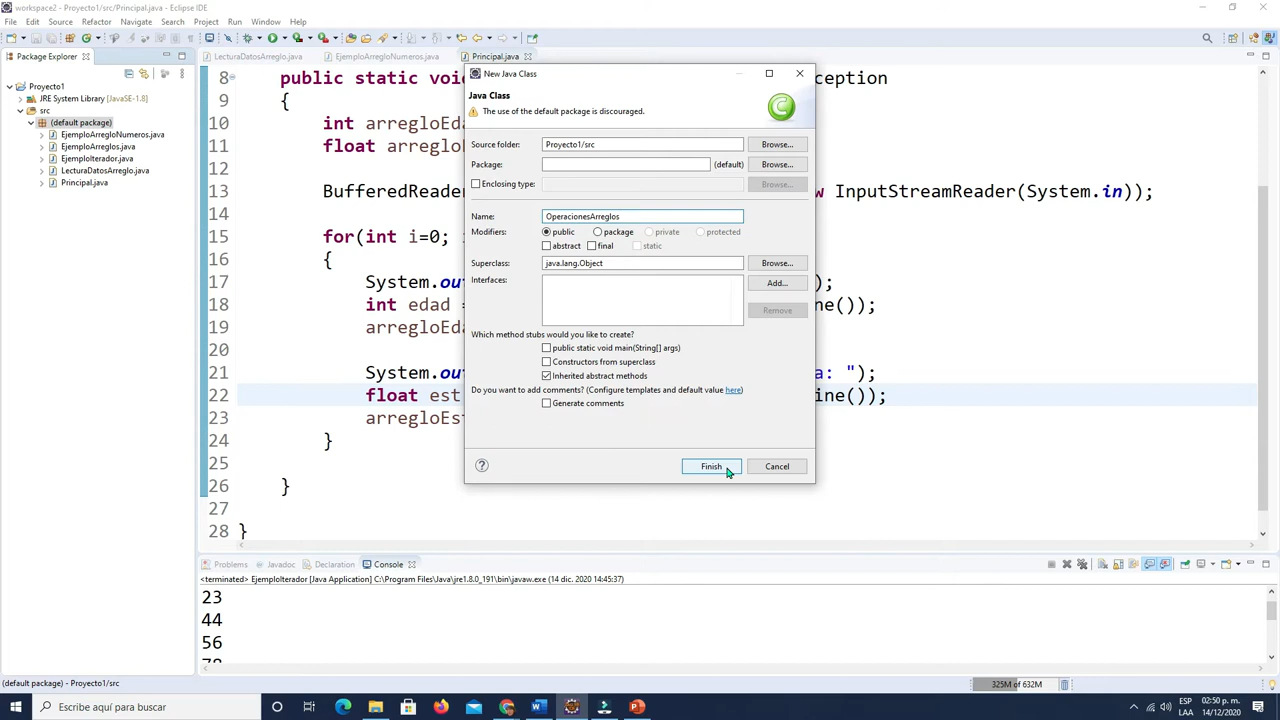 workspace2 - Proyecto1/src/Principal.java - Eclipse IDE
File Edit Source Refactor Navigate Search Project Run Window Help
Package Explorer
Proyecto1
JRE System Library [JavaSE-1.8]
src
(default package)
EjemploArregloNumeros.java
EjemploArreglos.java
EjemploIterador.java
LecturaDatosArreglo.java
Principal.java
LecturaDatosArreglo.java EjemploArregloNumeros.java Principal.java
8 public static voi ception
9 {
10 int arregloEda
11 float arregloE
12
13 BufferedReader w InputStreamReader(System.in));
14
15 for(int i=0; i
16 {
17 System.out );
18 int edad = ine());
19 arregloEda
20
21 System.out a: ");
22 float est ine());
23 arregloEst
24 }
25
26 }
27
28 }
New Java Class
Java Class
The use of the default package is discouraged.
Source folder: Proyecto1/src Browse...
Package: (default) Browse...
Enclosing type: Browse...
Name: OperacionesArreglos
Modifiers: public package private protected
abstract final static
Superclass: java.lang.Object Browse...
Interfaces: Add...
Remove
Which method stubs would you like to create?
public static void main(String[] args)
Constructors from superclass
Inherited abstract methods
Do you want to add comments? (Configure templates and default value here)
Generate comments
? Finish Cancel
Problems Javadoc Declaration Console
<terminated> EjemploIterador [Java Application] C:\Program Files\Java\jre1.8.0_191\bin\javaw.exe (14 dic. 2020 14:45:37)
23
44
56
(default package) - Proyecto1/src
325M of 632M
Escribe aquí para buscar
ESP 02:50 p. m.
LAA 14/12/2020